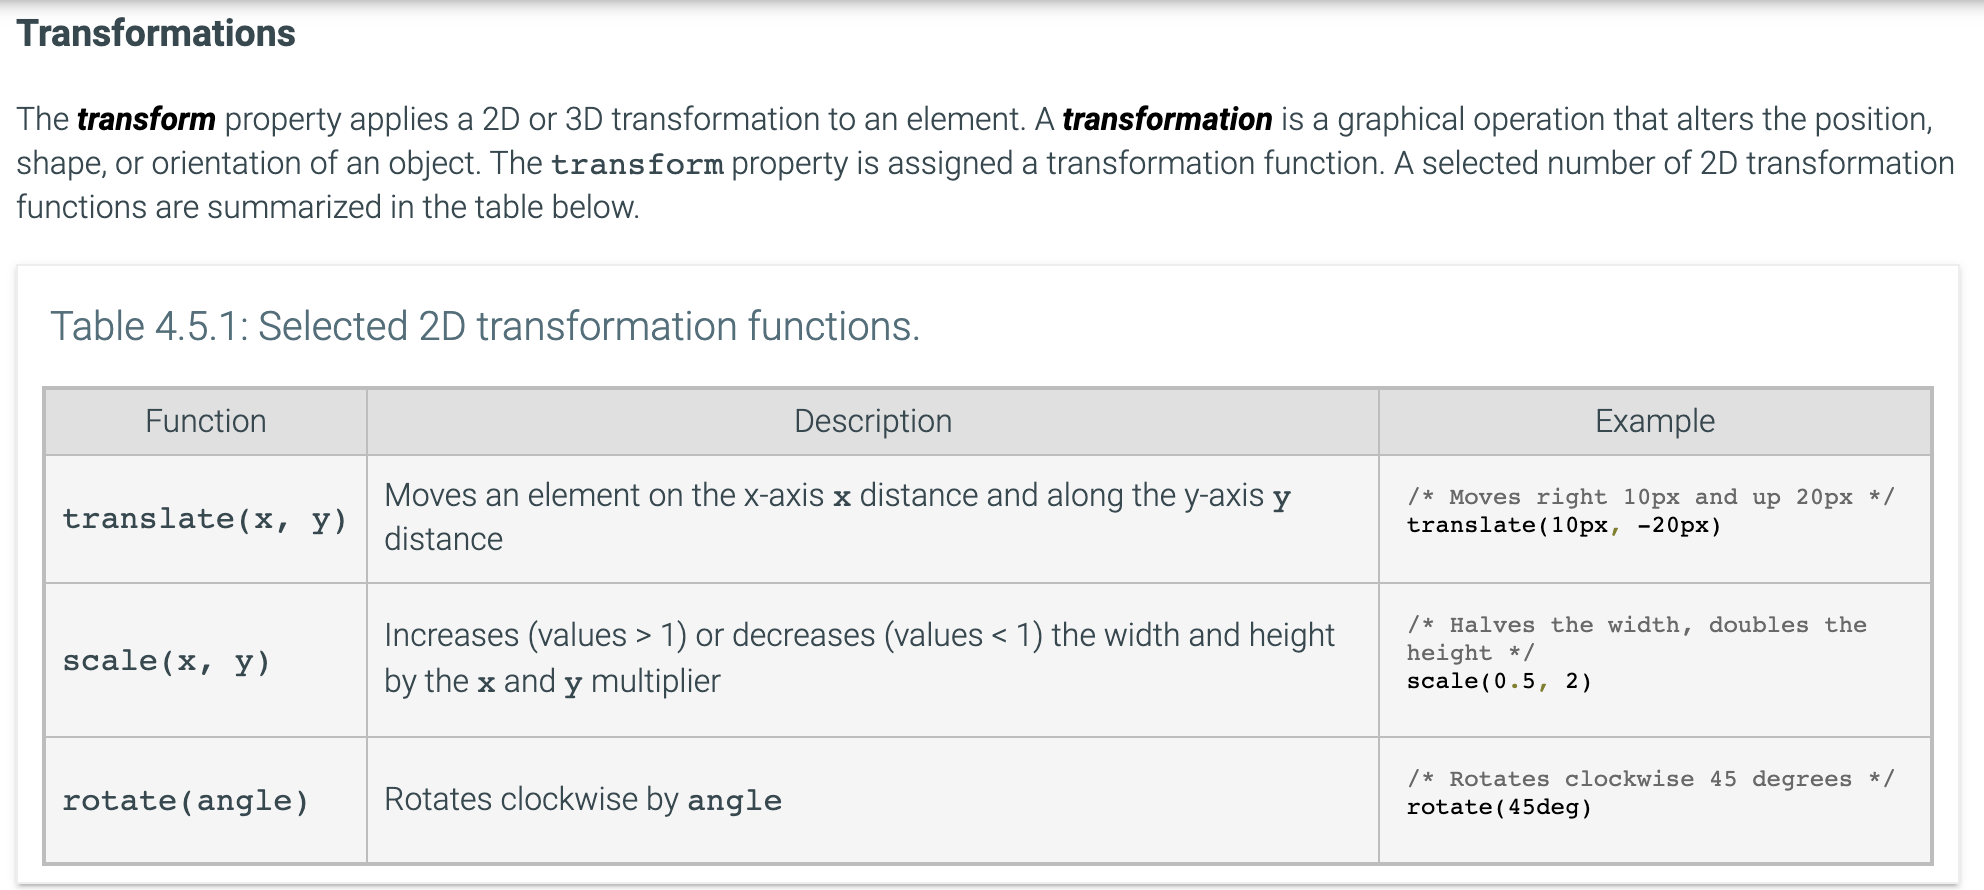 Transformations
The transform property applies a 2D or 3D transformation to an element. A transformation is a graphical operation that alters the position,
shape, or orientation of an object. The transform property is assigned a transformation function. A selected number of 2D transformation
functions are summarized in the table below.
Table 4.5.1: Selected 2D transformation functions.
Function Description Example
translate(x, y)
Moves an element on the x-axis x distance and along the y-axis y
distance
/* Moves right 10px and up 20px */
translate(10px, -20px)
scale(x, y)
Increases (values > 1) or decreases (values < 1) the width and height
by the x and y multiplier
/* Halves the width, doubles the
height */
scale(0.5, 2)
rotate(angle)
Rotates clockwise by angle
/* Rotates clockwise 45 degrees */
rotate(45deg)